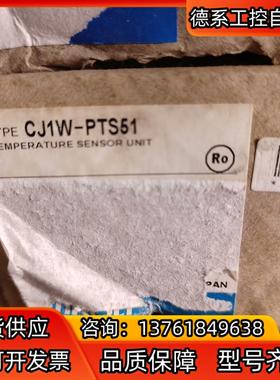 德系工控自
YPE CJ1W-PTS51
EMPERATURE SENSOR UNIT
Ro
PAN
货供应
咨询：13761849638
可开发票
品质保障 型号齐